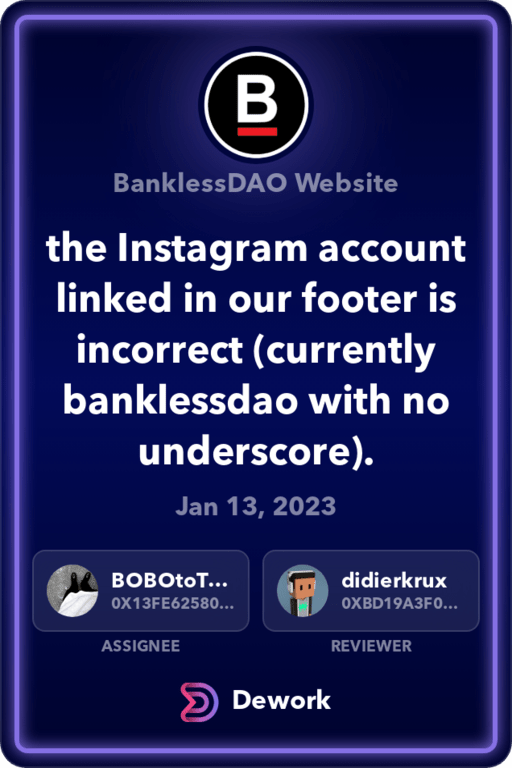 B
BanklessDAO Website
the Instagram account
linked in our footer is
incorrect (currently
banklessdao with no
underscore).
Jan 13, 2023
BOBOtoT...
0X13FE62580...
ASSIGNEE
didierkrux
0XBD19A3F0...
REVIEWER
Dework